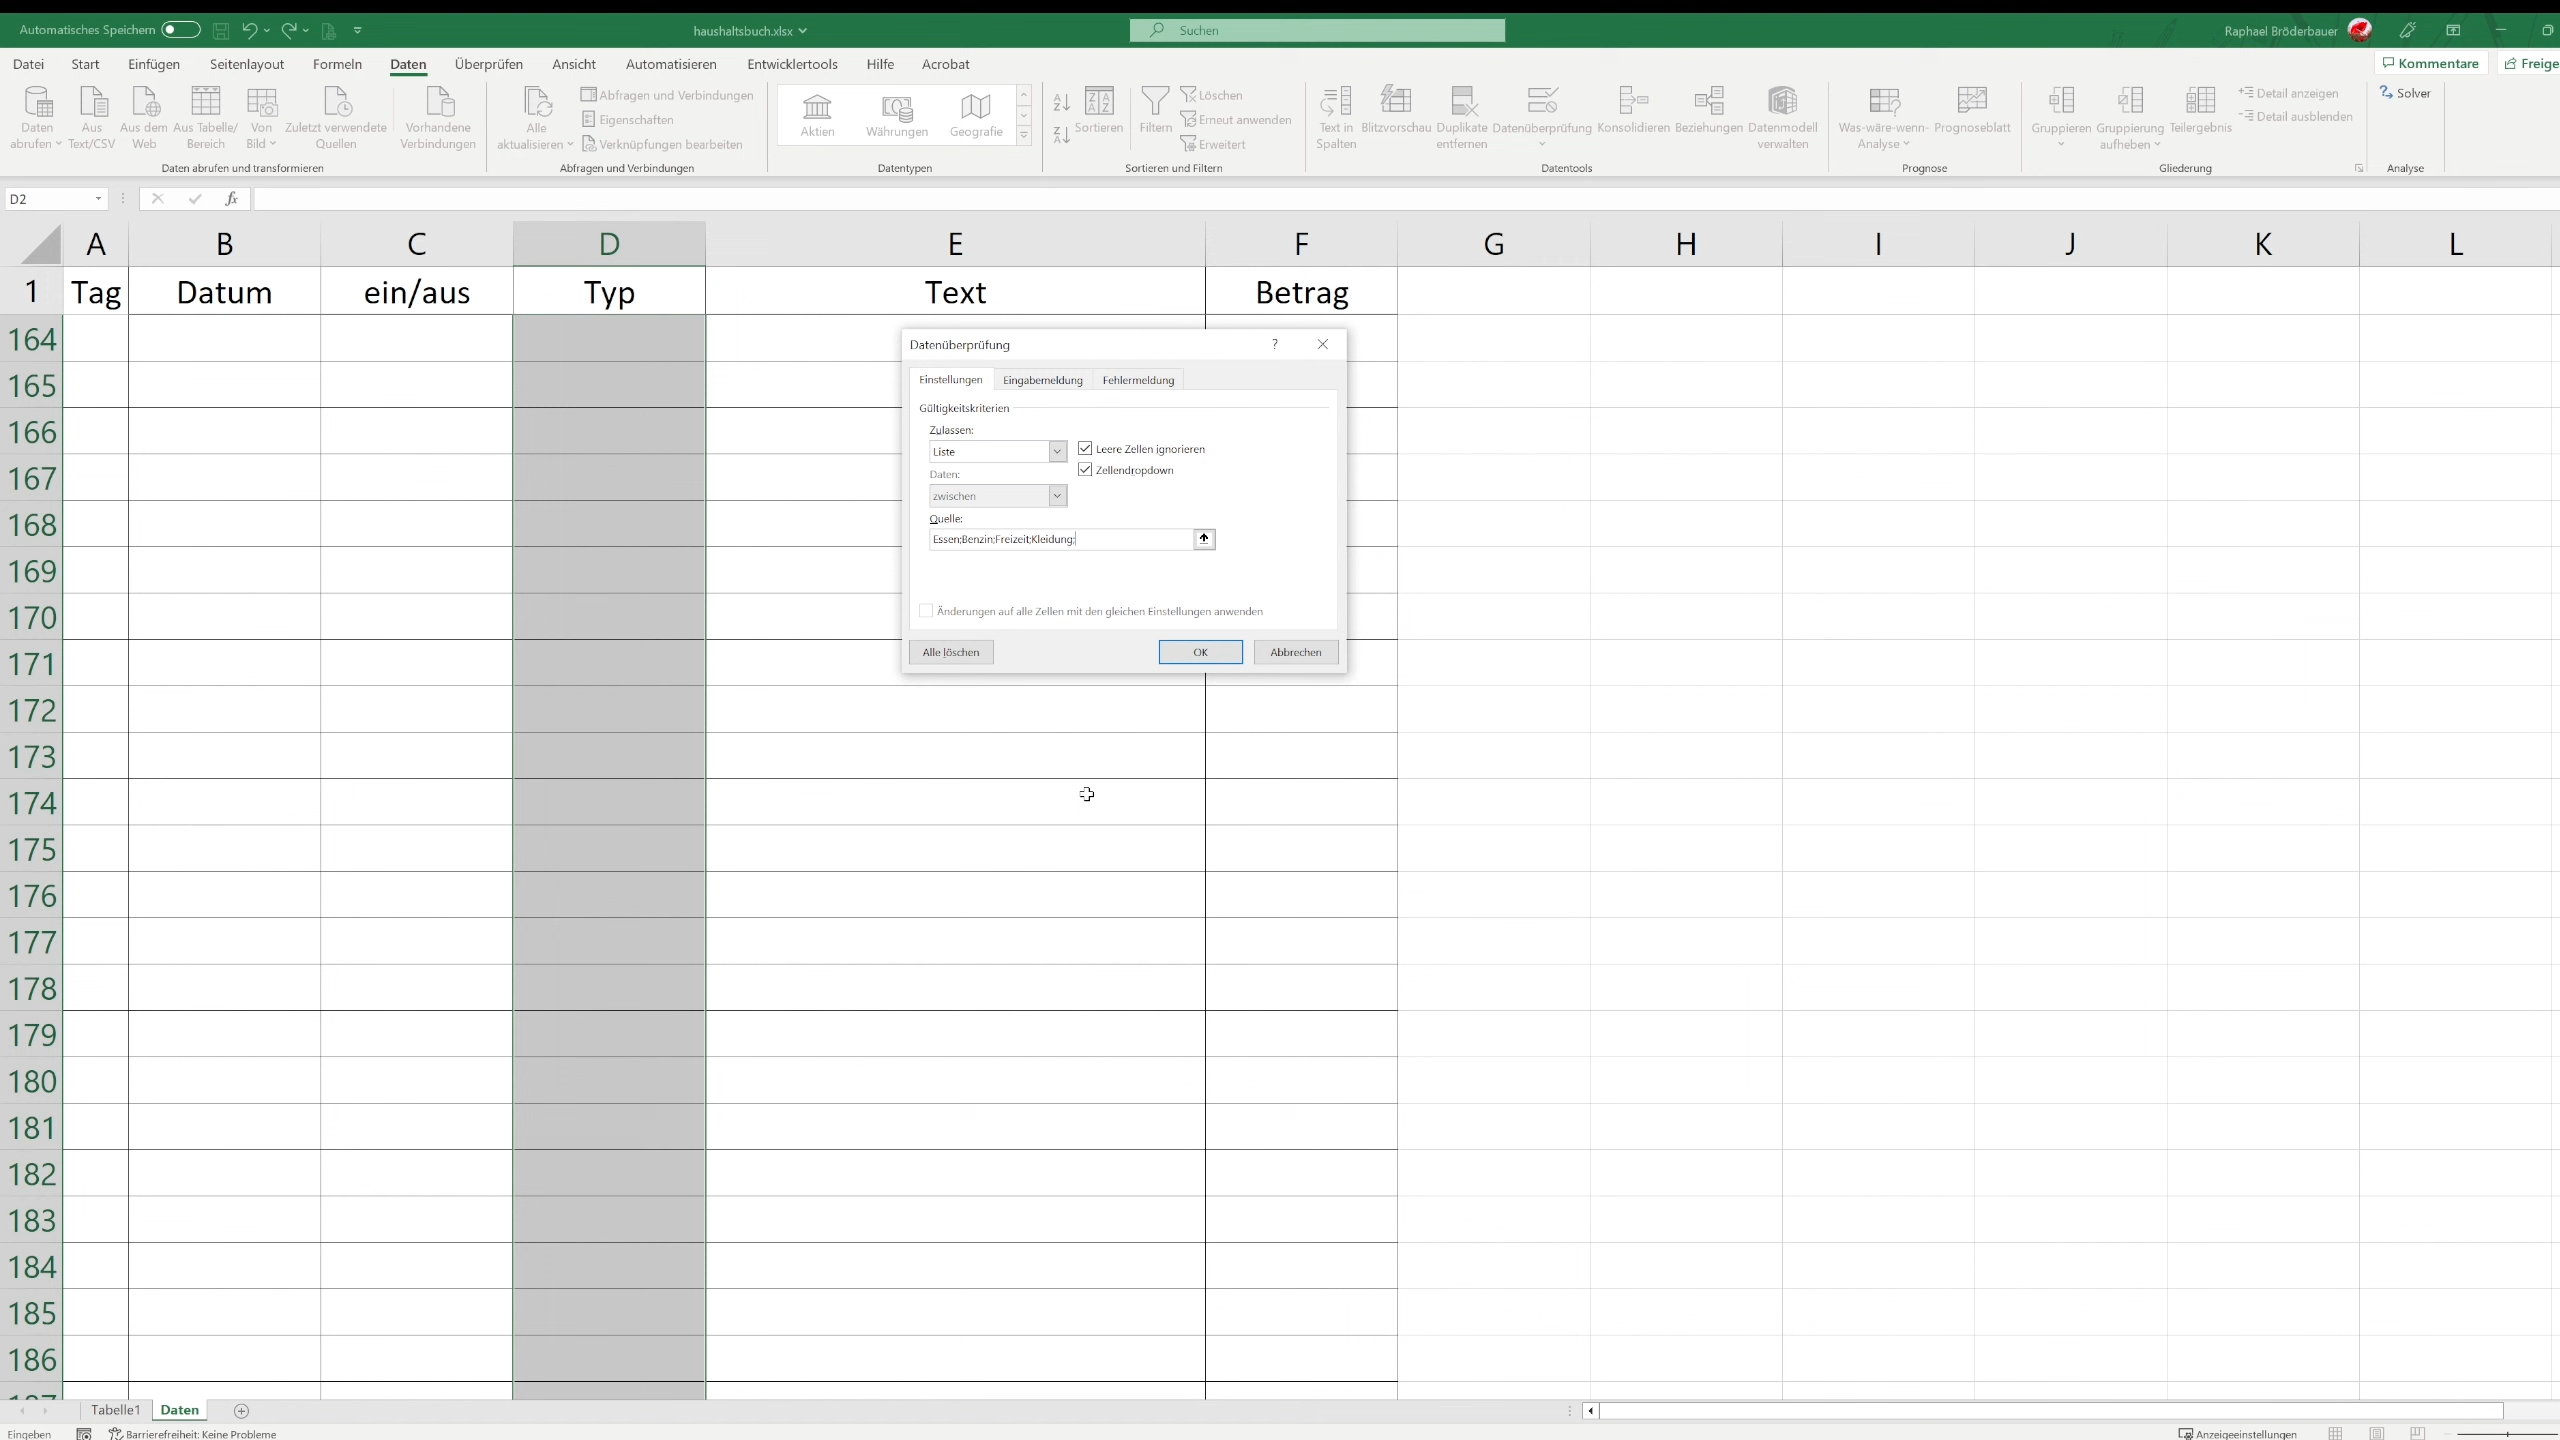 Automatisches Speichern
haushaltsbuch.xlsx
Suchen
Raphael Bröderbauer
Datei Start Einfügen Seitenlayout Formeln Daten Überprüfen Ansicht Automatisieren Entwicklertools Hilfe Acrobat
Kommentare
Freige
Daten abrufen
Aus Text/CSV
Aus dem Web
Aus Tabelle/ Bereich
Von Bild
Zuletzt verwendete Quellen
Vorhandene Verbindungen
Daten abrufen und transformieren
Alle aktualisieren
Abfragen und Verbindungen
Eigenschaften
Verknüpfungen bearbeiten
Abfragen und Verbindungen
Aktien
Währungen
Geografie
Datentypen
Sortieren
Filtern
Löschen
Erneut anwenden
Erweitert
Sortieren und Filtern
Text in Spalten
Blitzvorschau
Duplikate entfernen
Datenüberprüfung
Konsolidieren
Beziehungen
Datenmodell verwalten
Datentools
Was-wäre-wenn-Analyse
Prognoseblatt
Prognose
Gruppieren
Gruppierung aufheben
Teilergebnis
Detail anzeigen
Detail ausblenden
Gliederung
Solver
Analyse
D2
fx
A B C D E F G H I J K L
1 Tag Datum ein/aus Typ Text Betrag
164
165
166
167
168
169
170
171
172
173
174
175
176
177
178
179
180
181
182
183
184
185
186
187
Datenüberprüfung
?
Einstellungen Eingabemeldung Fehlermeldung
Gültigkeitskriterien
Zulassen:
Liste
Leere Zellen ignorieren
Daten:
Zellendropdown
zwischen
Quelle:
Essen;Benzin;Freizeit;Kleidung;
Änderungen auf alle Zellen mit den gleichen Einstellungen anwenden
Alle löschen OK Abbrechen
Tabelle1 Daten
Eingeben
Barrierefreiheit: Keine Probleme
Anzeigeeinstellungen